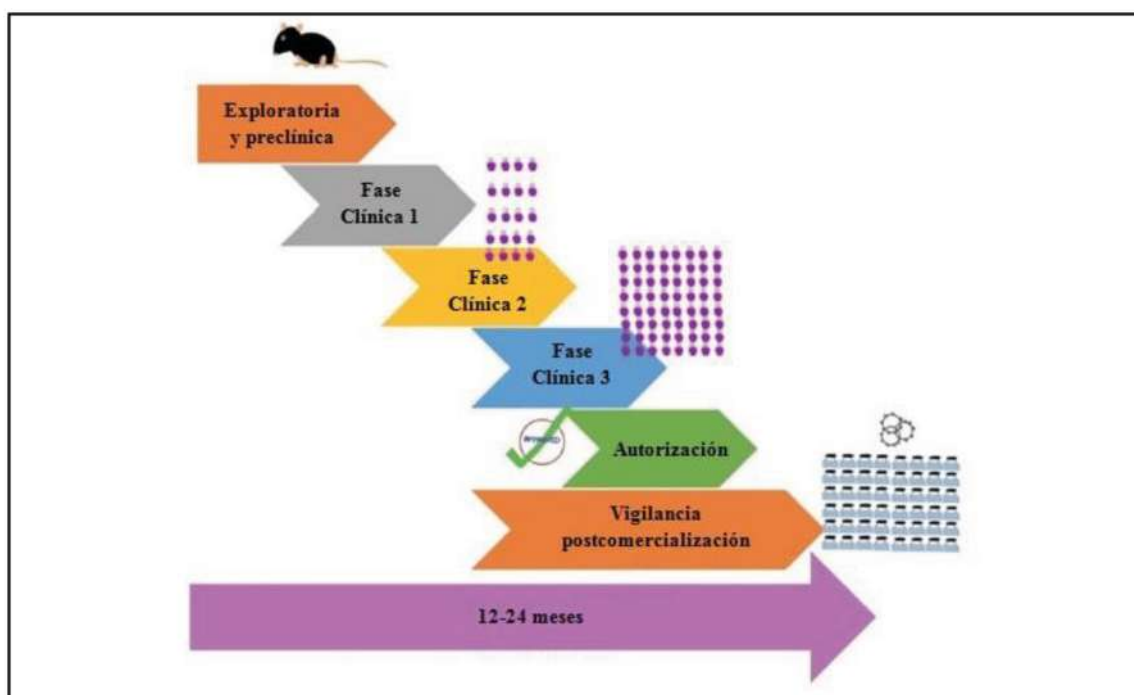 Exploratoria
y preclínica
Fase
Clínica 1
Fase
Clínica 2
Fase
Clínica 3
Autorización
Vigilancia
postcomercialización
12-24 meses